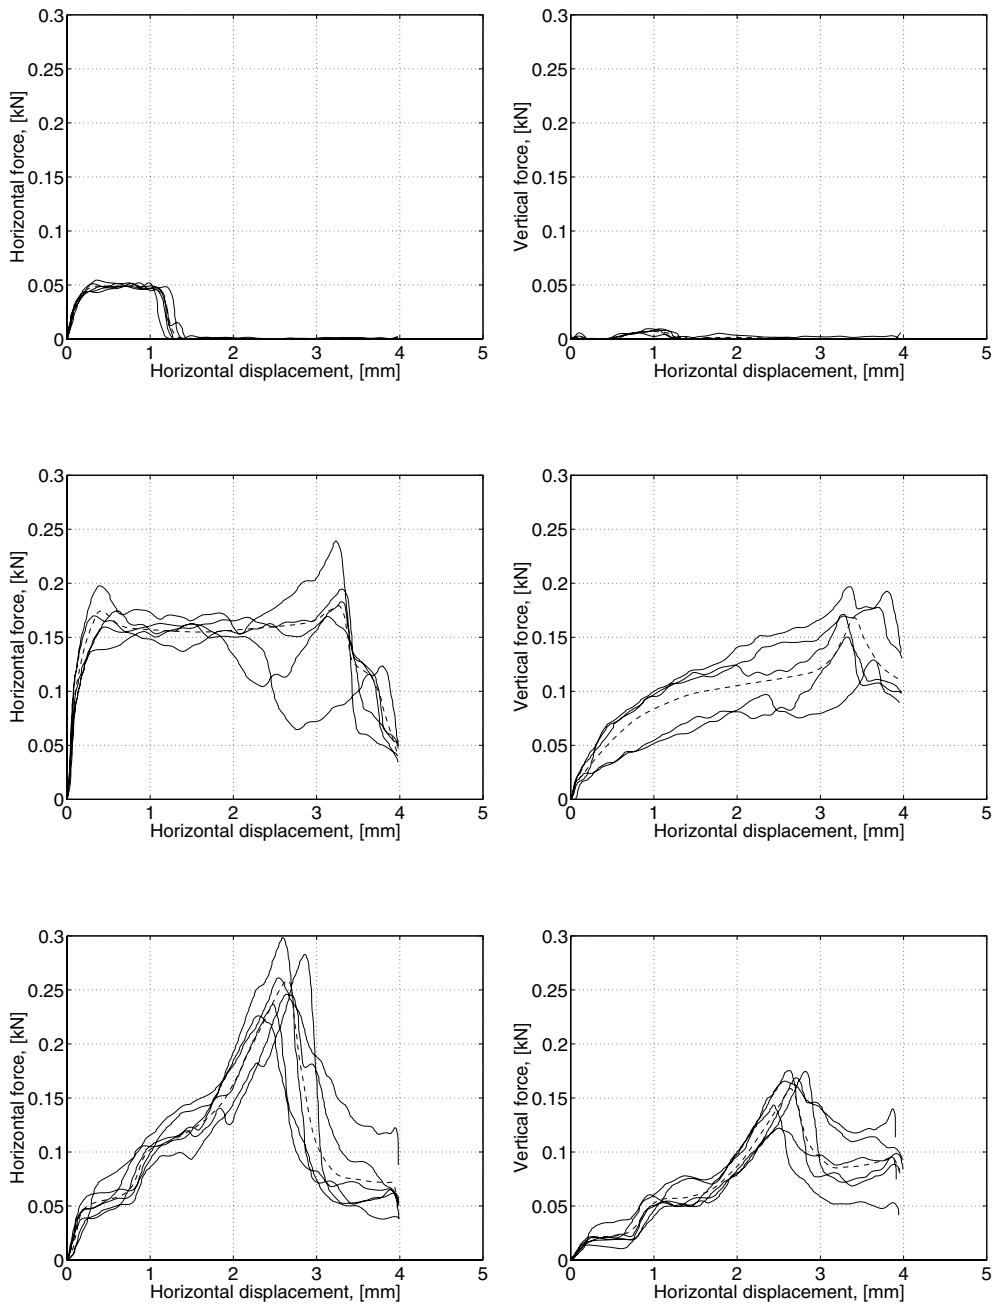 0.3
0.25
0.2
0.15
0.1
0.05
0
Horizontal force, [kN]
0 1 2 3 4 5
Horizontal displacement, [mm]
0.3
0.25
0.2
0.15
0.1
0.05
0
Vertical force, [kN]
0 1 2 3 4 5
Horizontal displacement, [mm]
0.3
0.25
0.2
0.15
0.1
0.05
0
Horizontal force, [kN]
0 1 2 3 4 5
Horizontal displacement, [mm]
0.3
0.25
0.2
0.15
0.1
0.05
0
Vertical force, [kN]
0 1 2 3 4 5
Horizontal displacement, [mm]
0.3
0.25
0.2
0.15
0.1
0.05
0
Horizontal force, [kN]
0 1 2 3 4 5
Horizontal displacement, [mm]
0.3
0.25
0.2
0.15
0.1
0.05
0
Vertical force, [kN]
0 1 2 3 4 5
Horizontal displacement, [mm]